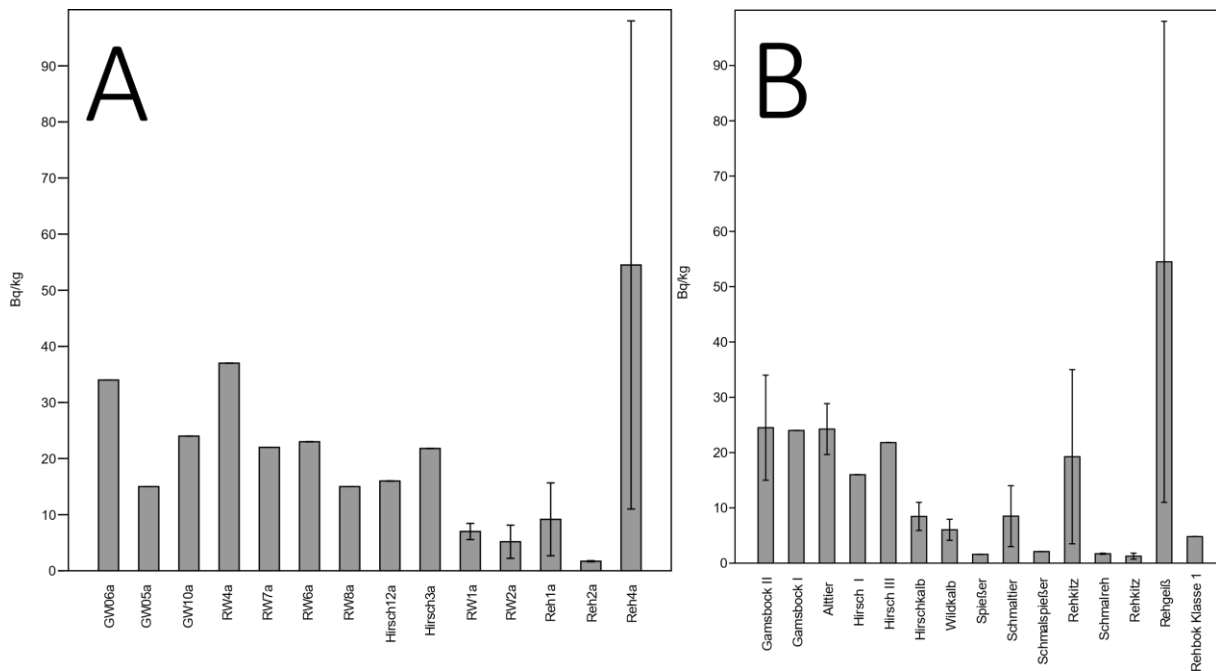 A
90
80
70
60
50
40
30
20
10
0
Bq/kg
GW06a
GW05a
GW10a
RW4a
RW7a
RW6a
RW8a
Hirsch12a
Hirsch3a
RW1a
RW2a
Reh1a
Reh2a
Reh4a
B
90
80
70
60
50
40
30
20
10
0
Bq/kg
Gamsbock II
Gamsbock I
Alttier
Hirsch I
Hirsch III
Hirschkalb
Wildkalb
Spießer
Schmaltier
Schmalspießer
Rehkitz
Schmalreh
Rehkitz
Rehgeiß
Rehbok Klasse 1